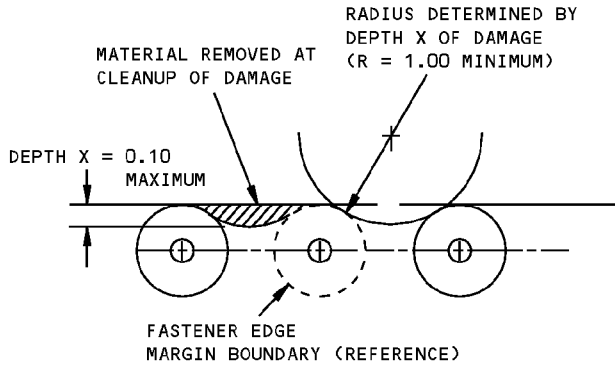 RADIUS DETERMINED BY
DEPTH X OF DAMAGE
(R = 1.00 MINIMUM)
MATERIAL REMOVED AT
CLEANUP OF DAMAGE
DEPTH X = 0.10
MAXIMUM
FASTENER EDGE
MARGIN BOUNDARY (REFERENCE)